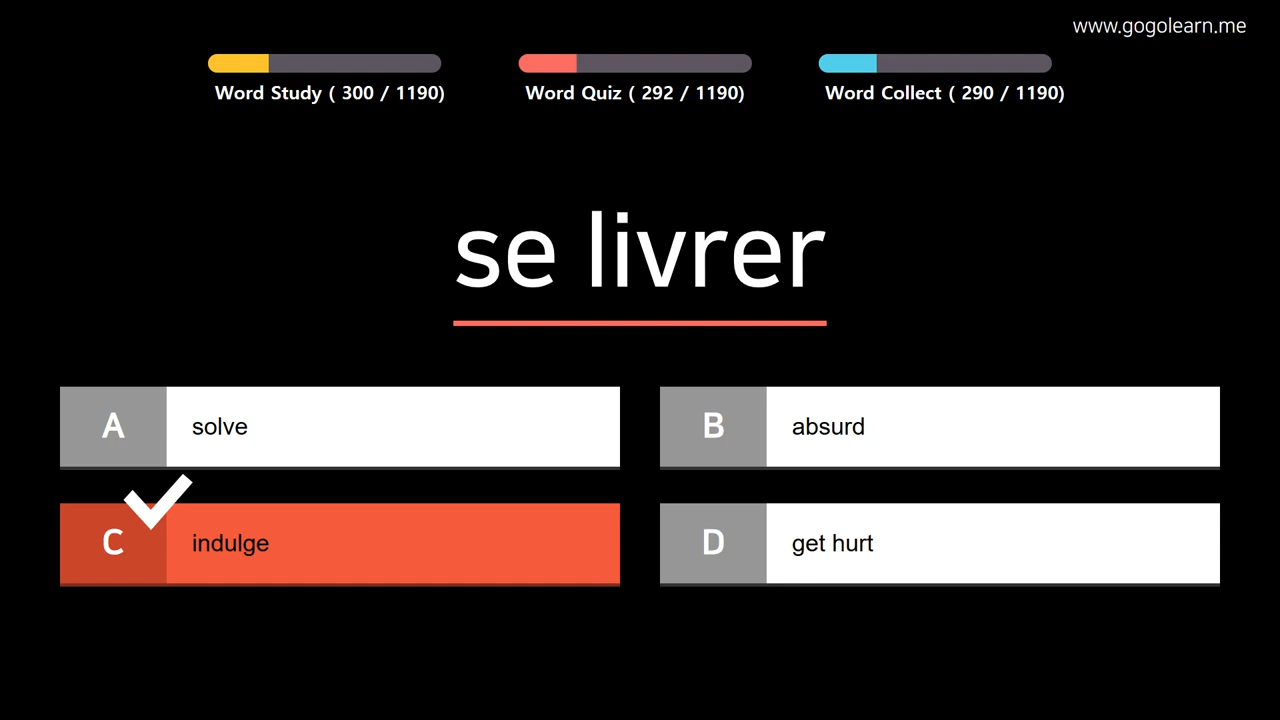 www.gogolearn.me
Word Study ( 300 / 1190)
Word Quiz ( 292 / 1190)
Word Collect ( 290 / 1190)
se livrer
A solve
B absurd
C indulge
D get hurt